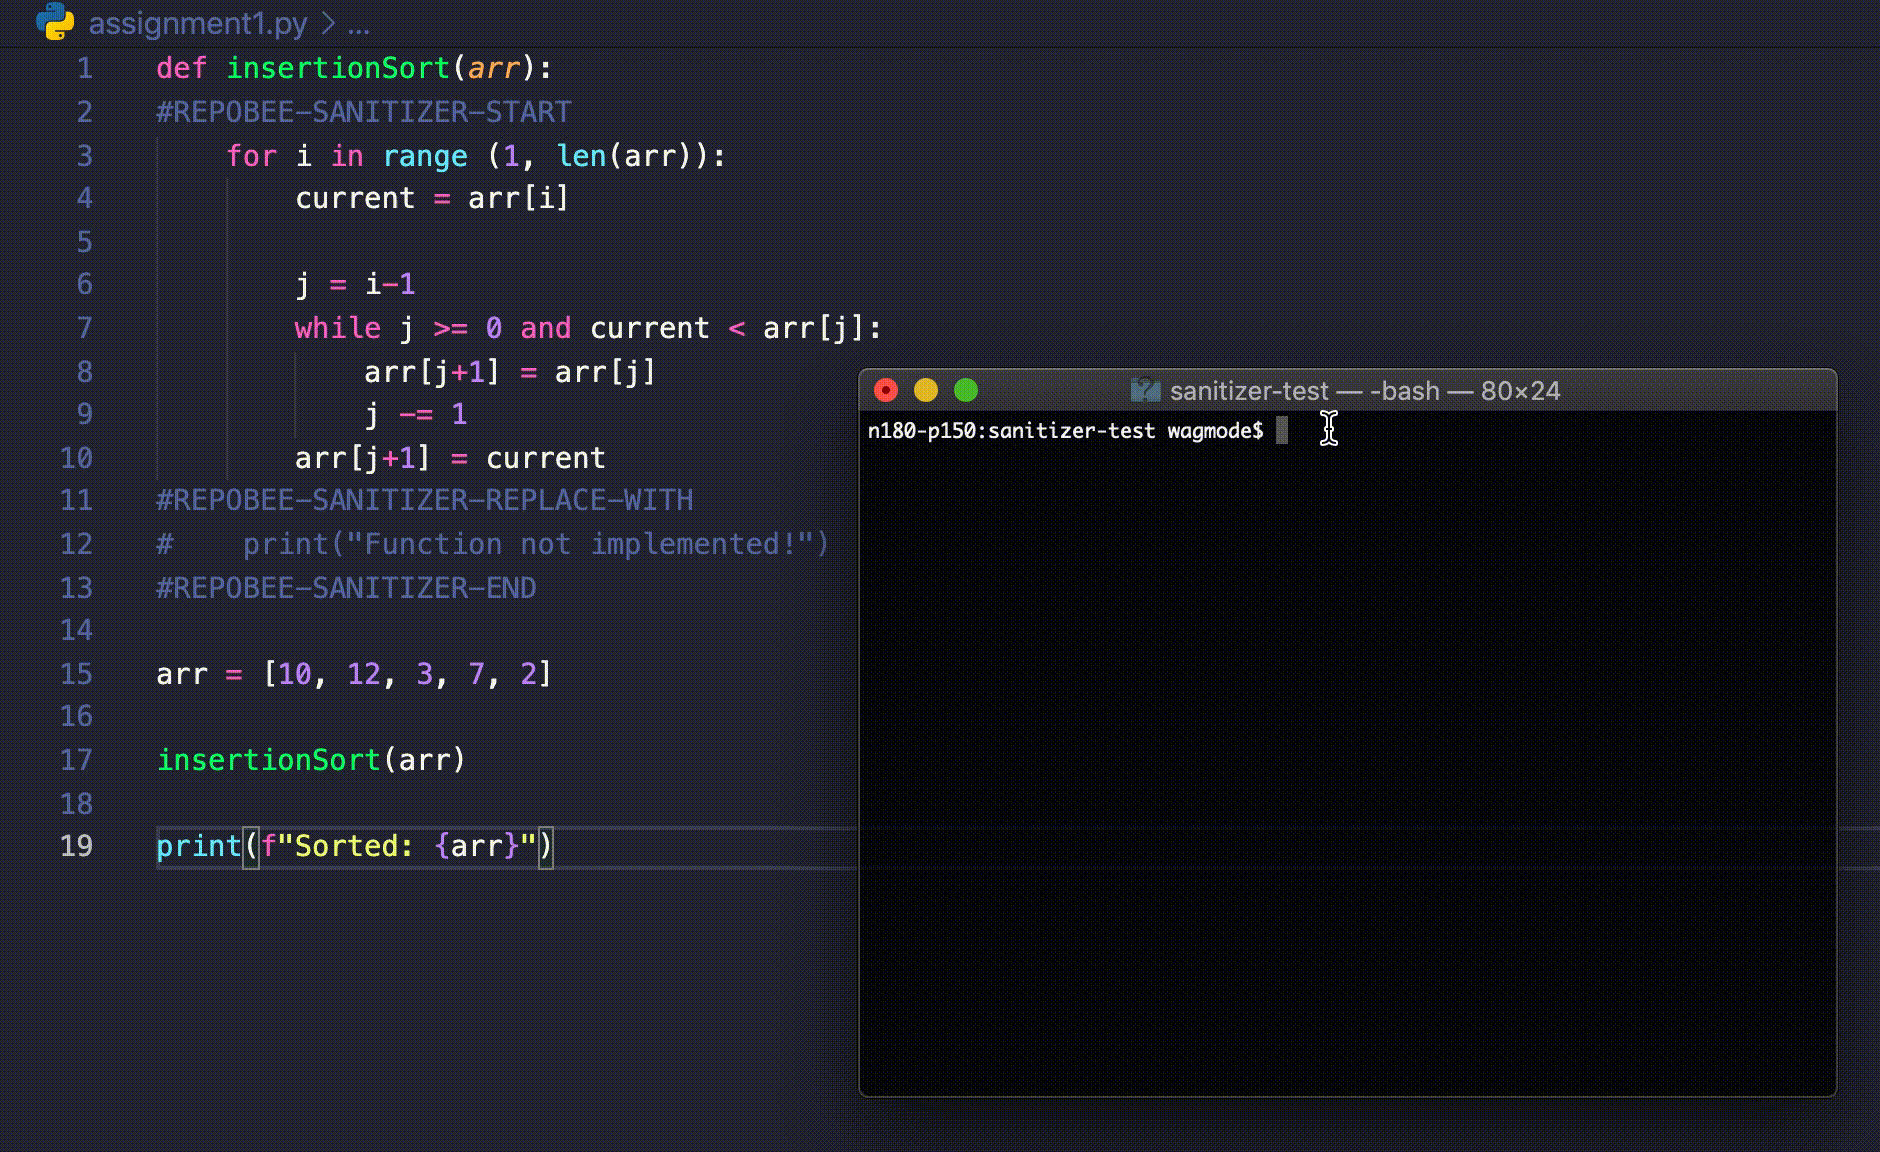 assignment1.py > ...
1 def insertionSort(arr):
2 #REPOBEE-SANITIZER-START
3     for i in range (1, len(arr)):
4         current = arr[i]
5
6         j = i-1
7         while j >= 0 and current < arr[j]:
8             arr[j+1] = arr[j]
9             j -= 1
10         arr[j+1] = current
11 #REPOBEE-SANITIZER-REPLACE-WITH
12 #    print("Function not implemented!")
13 #REPOBEE-SANITIZER-END
14
15 arr = [10, 12, 3, 7, 2]
16
17 insertionSort(arr)
18
19 print(f"Sorted: {arr}")
sanitizer-test — -bash — 80×24
n180-p150:sanitizer-test wagmode$